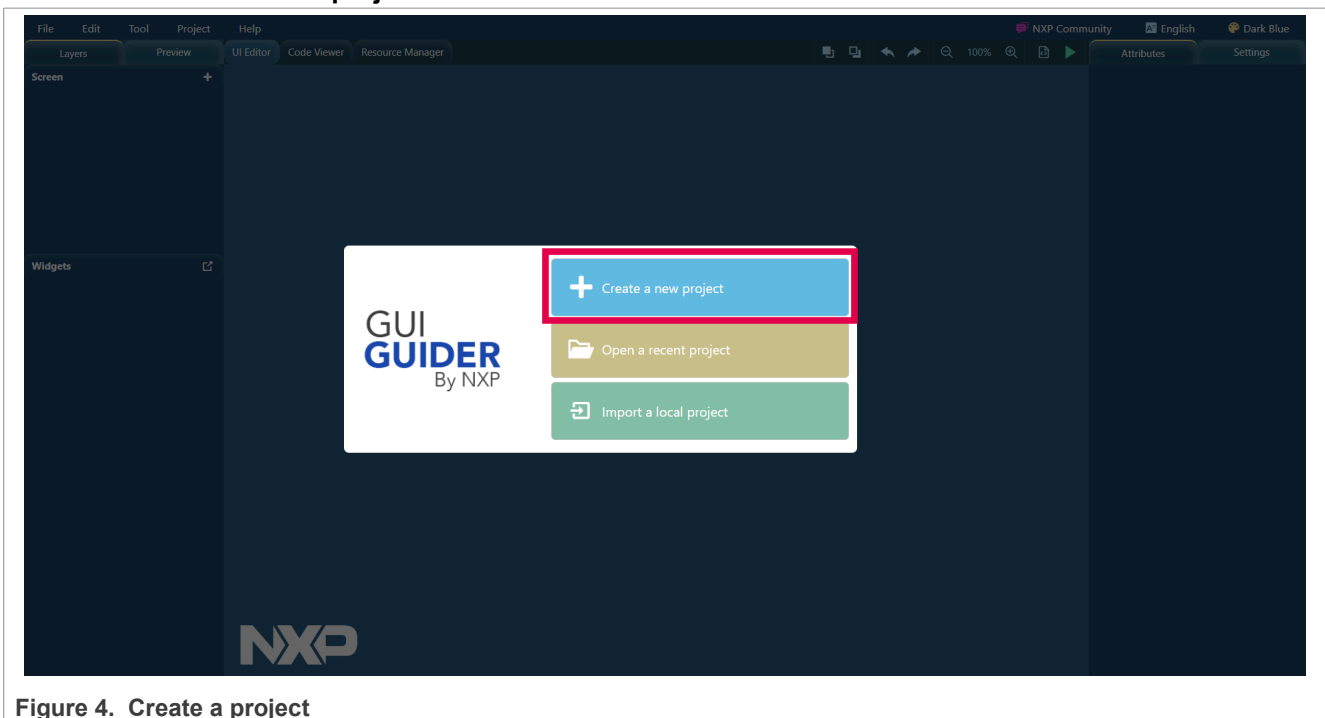 File Edit Tool Project Help NXP Community English Dark Blue
Layers Preview UI Editor Code Viewer Resource Manager 100% Attributes Settings
Screen
Widgets
Create a new project
Open a recent project
Import a local project
GUI
GUIDER
By NXP
NXP
Figure 4. Create a project